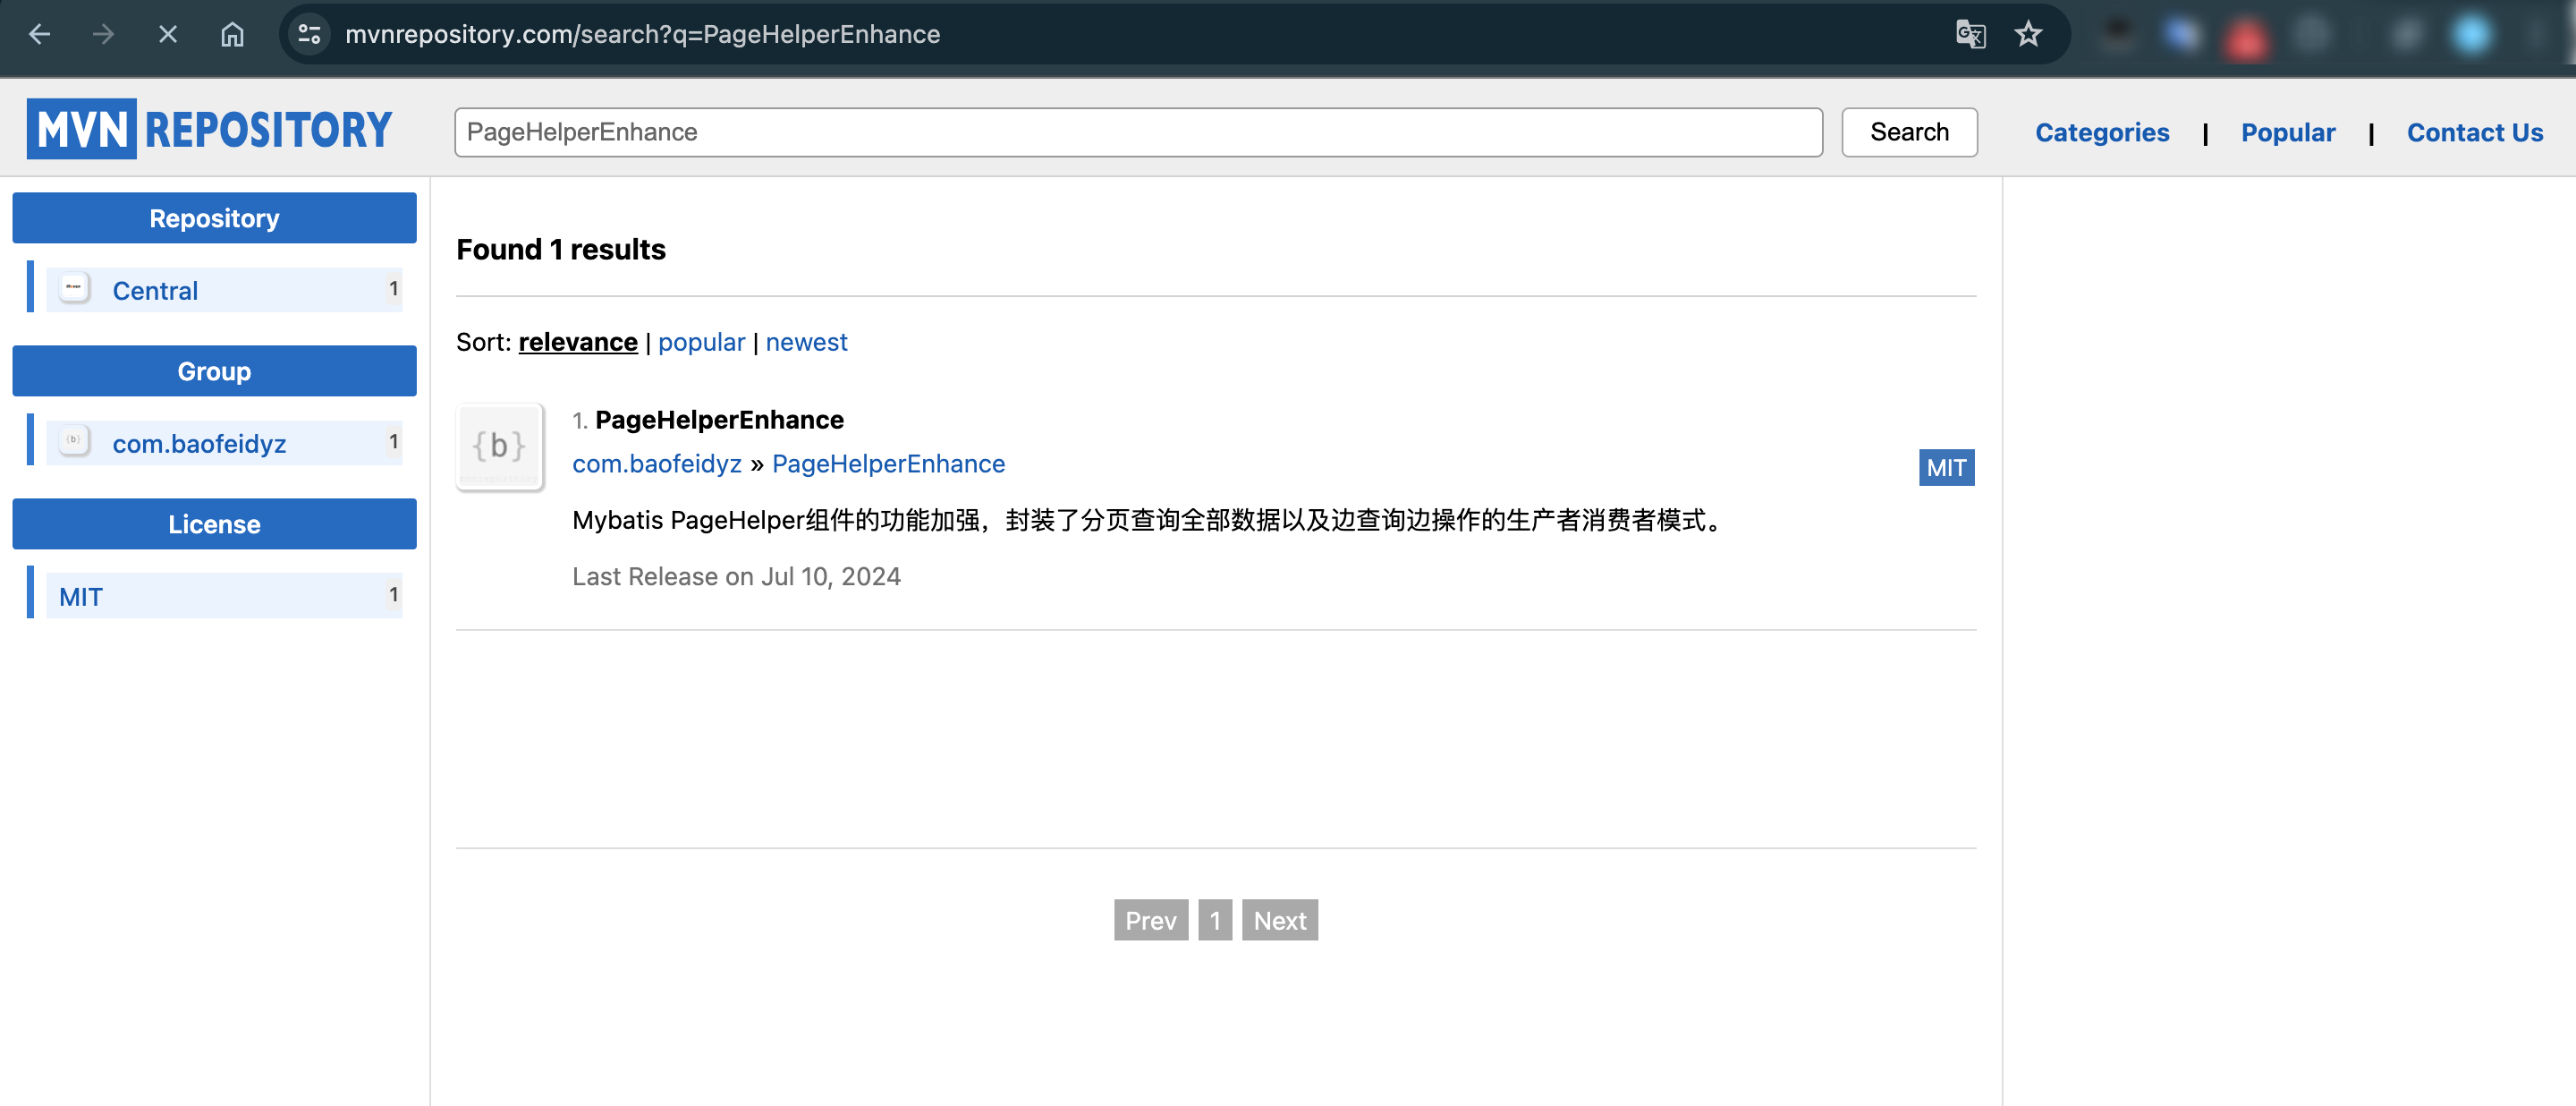 mvnrepository.com/search?q=PageHelperEnhance
MVN REPOSITORY
PageHelperEnhance
Search
Categories | Popular | Contact Us
Repository
Central 1
Group
{b} com.baofeidyz 1
License
MIT 1
Found 1 results
Sort: relevance | popular | newest
{b}
1. PageHelperEnhance
com.baofeidyz » PageHelperEnhance
MIT
Mybatis PageHelper组件的功能加强，封装了分页查询全部数据以及边查询边操作的生产者消费者模式。
Last Release on Jul 10, 2024
Prev 1 Next